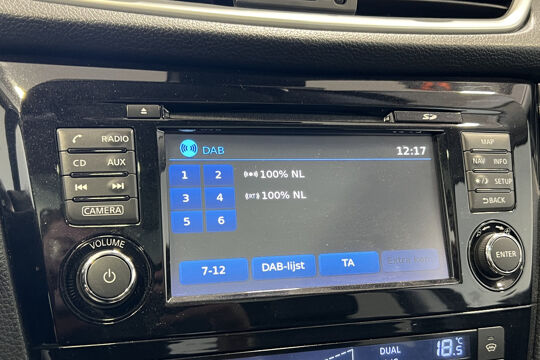 RADIO
CD AUX
CAMERA
VOLUME
DAB 12:17
1 2 100% NL
3 4 (RT) 100% NL
5 6
7-12 DAB-lijst TA
SD
MAP
NAV INFO
SETUP
BACK
ENTER
DUAL 18.5 °C